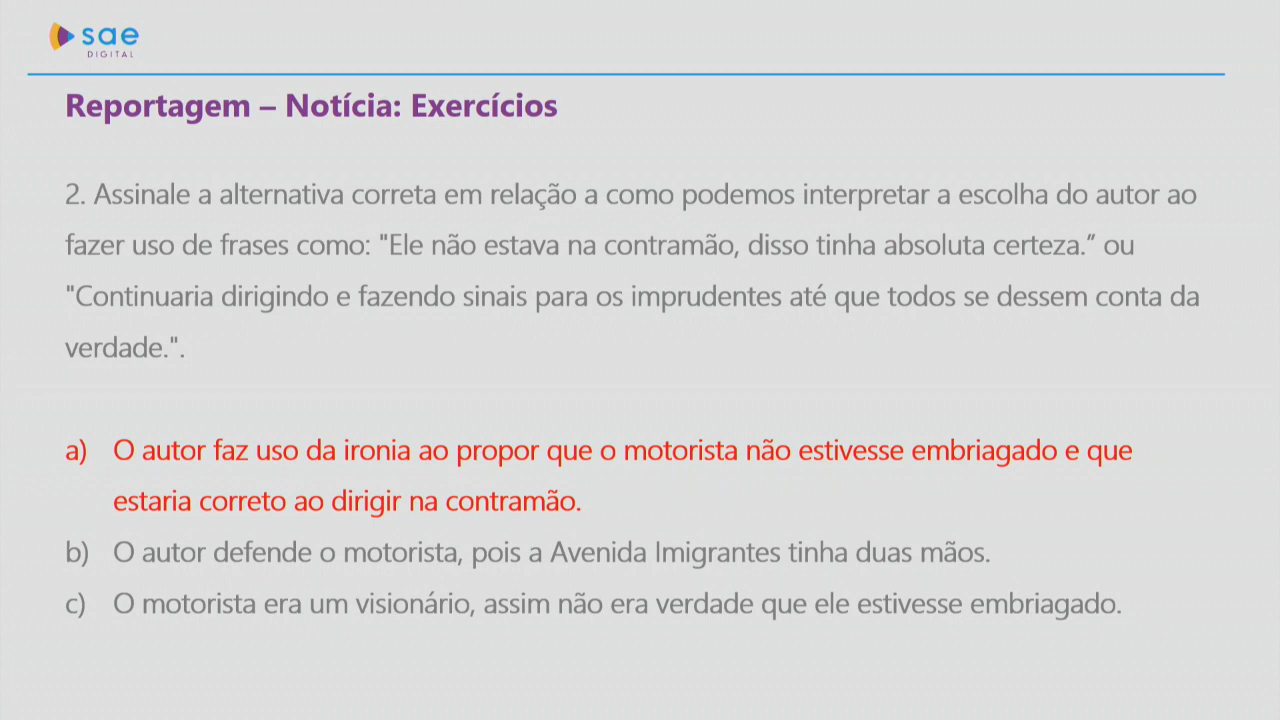 sae
DIGITAL
Reportagem – Notícia: Exercícios
2. Assinale a alternativa correta em relação a como podemos interpretar a escolha do autor ao
fazer uso de frases como: "Ele não estava na contramão, disso tinha absoluta certeza.” ou
"Continuaria dirigindo e fazendo sinais para os imprudentes até que todos se dessem conta da
verdade.".
a) O autor faz uso da ironia ao propor que o motorista não estivesse embriagado e que
estaria correto ao dirigir na contramão.
b) O autor defende o motorista, pois a Avenida Imigrantes tinha duas mãos.
c) O motorista era um visionário, assim não era verdade que ele estivesse embriagado.